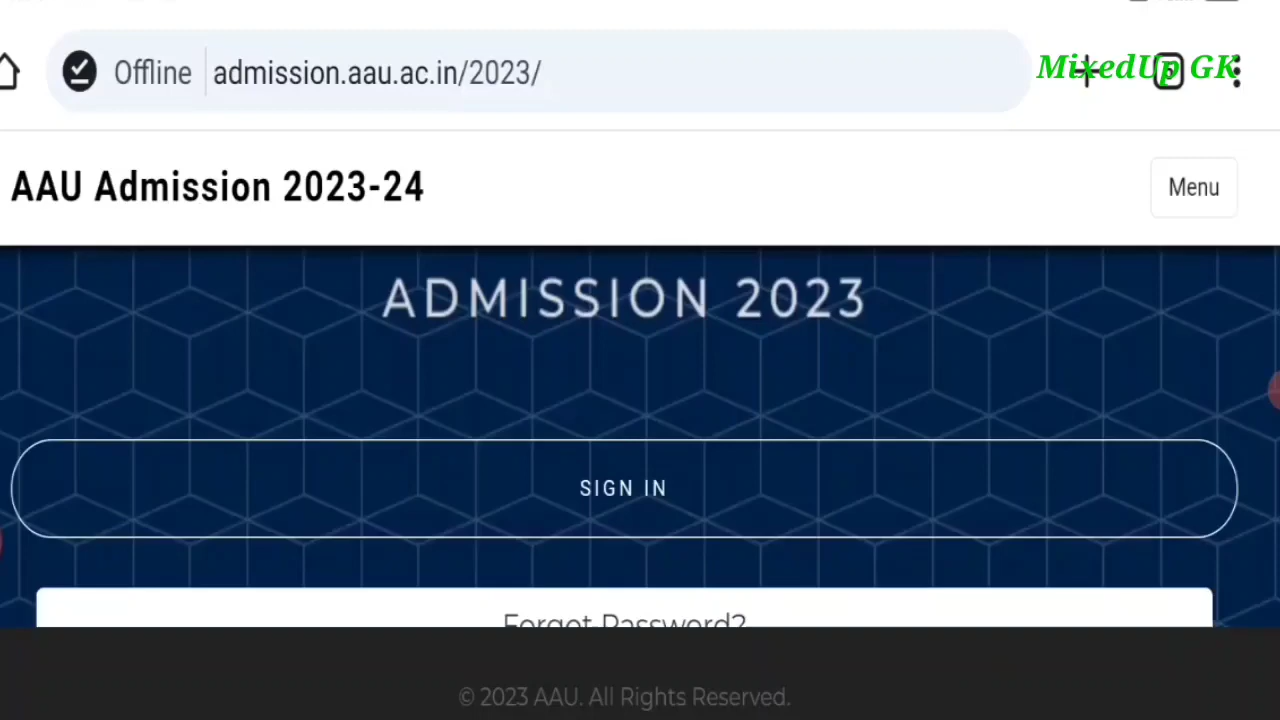 Offline admission.aau.ac.in/2023/
MixedUp GK
AAU Admission 2023-24
Menu
ADMISSION 2023
SIGN IN
Forgot Password?
© 2023 AAU. All Rights Reserved.